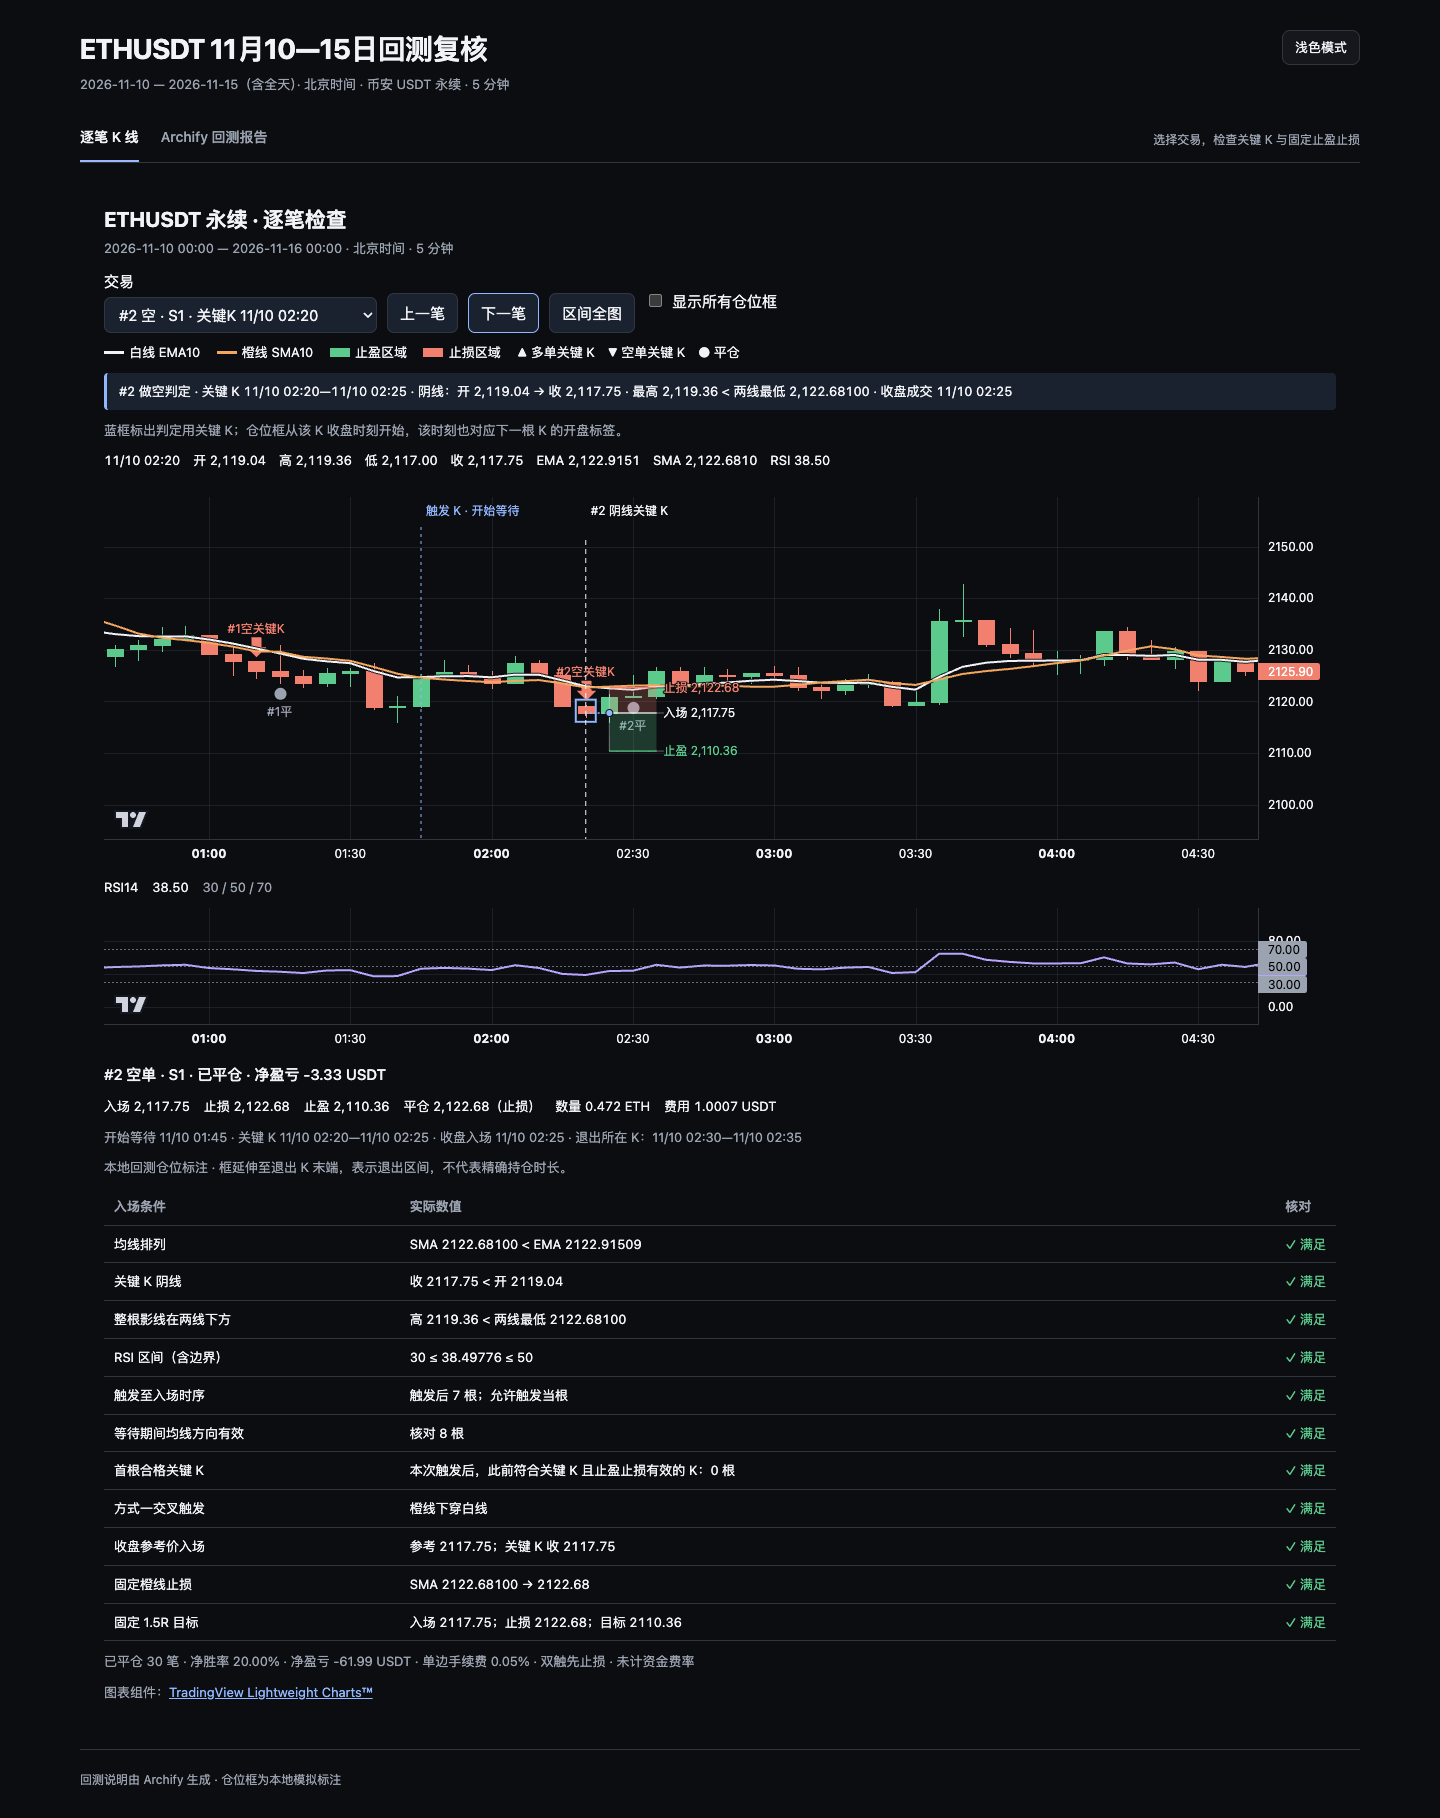 ETHUSDT 11月10—15日回测复核
浅色模式
2026-11-10 — 2026-11-15（含全天）· 北京时间 · 币安 USDT 永续 · 5 分钟
逐笔 K 线 Archify 回测报告
选择交易，检查关键 K 与固定止盈止损
ETHUSDT 永续 · 逐笔检查
2026-11-10 00:00 — 2026-11-16 00:00 · 北京时间 · 5 分钟
交易
#2 空 · S1 · 关键K 11/10 02:20 上一笔 下一笔 区间全图 显示所有仓位框
白线 EMA10 橙线 SMA10 止盈区域 止损区域 ▲ 多单关键 K ▼ 空单关键 K ● 平仓
#2 做空判定 · 关键 K 11/10 02:20—11/10 02:25 · 阴线：开 2,119.04 → 收 2,117.75 · 最高 2,119.36 < 两线最低 2,122.68100 · 收盘成交 11/10 02:25
蓝框标出判定用关键 K；仓位框从该 K 收盘时刻开始，该时刻也对应下一根 K 的开盘标签。
11/10 02:20 开 2,119.04 高 2,119.36 低 2,117.00 收 2,117.75 EMA 2,122.9151 SMA 2,122.6810 RSI 38.50
触发 K · 开始等待
#2 阴线关键 K
2150.00
2140.00
#1空关键K
2130.00
#2空关键K
2125.90
止损 2,122.68
2120.00
#1平
入场 2,117.75
#2平
止盈 2,110.36
2110.00
2100.00
01:00 01:30 02:00 02:30 03:00 03:30 04:00 04:30
RSI14 38.50 30 / 50 / 70
80.00
70.00
50.00
30.00
0.00
01:00 01:30 02:00 02:30 03:00 03:30 04:00 04:30
#2 空单 · S1 · 已平仓 · 净盈亏 -3.33 USDT
入场 2,117.75 止损 2,122.68 止盈 2,110.36 平仓 2,122.68（止损） 数量 0.472 ETH 费用 1.0007 USDT
开始等待 11/10 01:45 · 关键 K 11/10 02:20—11/10 02:25 · 收盘入场 11/10 02:25 · 退出所在 K：11/10 02:30—11/10 02:35
本地回测仓位标注 · 框延伸至退出 K 末端，表示退出区间，不代表精确持仓时长。
入场条件 实际数值 核对
均线排列 SMA 2122.68100 < EMA 2122.91509 ✓ 满足
关键 K 阴线 收 2117.75 < 开 2119.04 ✓ 满足
整根影线在两线下方 高 2119.36 < 两线最低 2122.68100 ✓ 满足
RSI 区间（含边界） 30 ≤ 38.49776 ≤ 50 ✓ 满足
触发至入场时序 触发后 7 根；允许触发当根 ✓ 满足
等待期间均线方向有效 核对 8 根 ✓ 满足
首根合格关键 K 本次触发后，此前符合关键 K 且止盈止损有效的 K：0 根 ✓ 满足
方式一交叉触发 橙线下穿白线 ✓ 满足
收盘参考价入场 参考 2117.75；关键 K 收 2117.75 ✓ 满足
固定橙线止损 SMA 2122.68100 → 2122.68 ✓ 满足
固定 1.5R 目标 入场 2117.75；止损 2122.68；目标 2110.36 ✓ 满足
已平仓 30 笔 · 净胜率 20.00% · 净盈亏 -61.99 USDT · 单边手续费 0.05% · 双触先止损 · 未计资金费率
图表组件：TradingView Lightweight Charts™
回测说明由 Archify 生成 · 仓位框为本地模拟标注